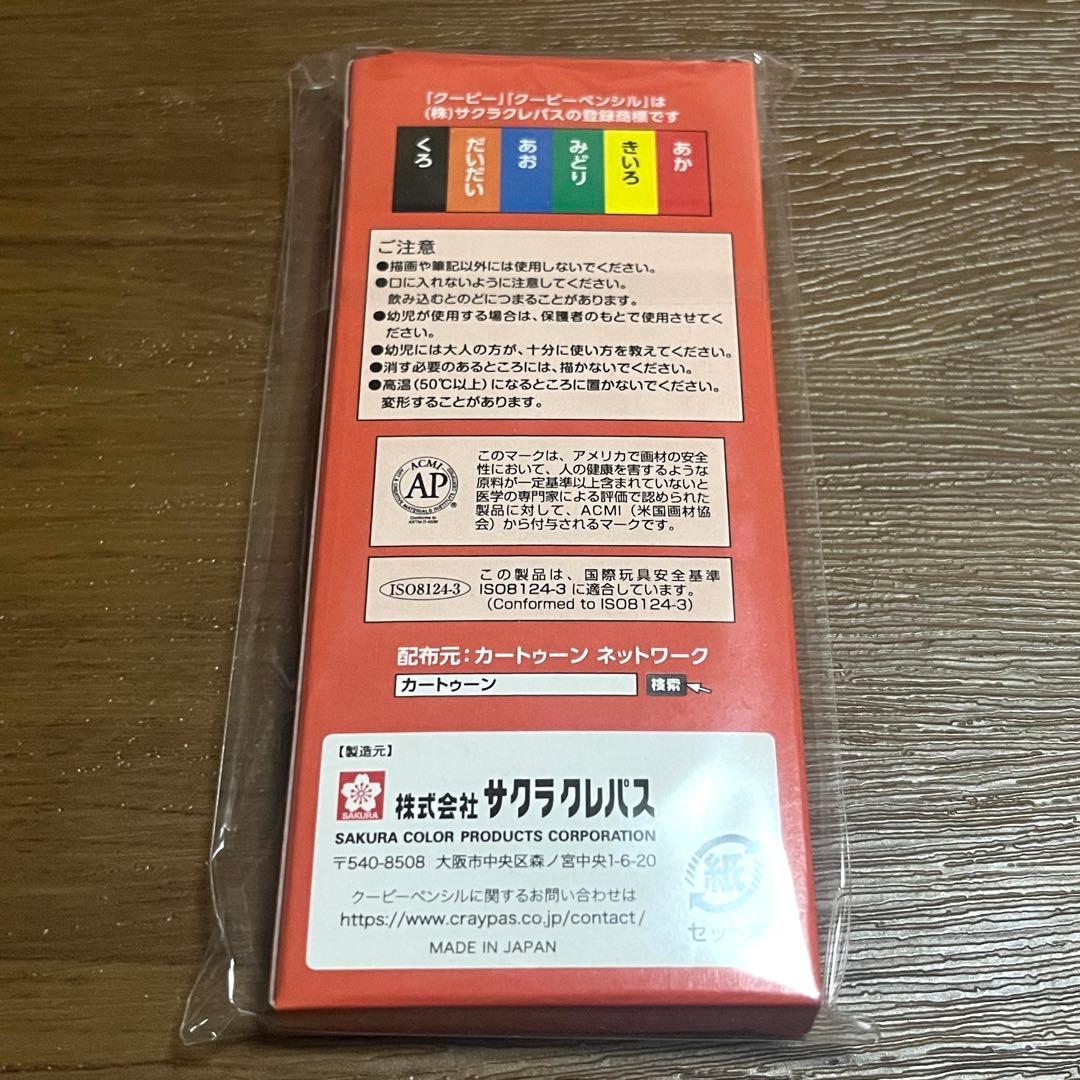 「クーピー」「クーピーペンシル」は
(株)サクラクレパスの登録商標です
くろ
だいだい
あお
みどり
きいろ
あか
ご注意
●描画や筆記以外には使用しないでください。
●口に入れないように注意してください。
飲み込むとのどにつまることがあります。
●幼児が使用する場合は、保護者のもとで使用させてく
ださい。
●幼児には大人の方が、十分に使い方を教えてください。
●消す必要のあるところには、描かないでください。
●高温(50℃以上)になるところに置かないでください。
変形することがあります。
ACMI
AP
ART & CREATIVE MATERIALS INSTITUTE CERTIFIED
Conforms to
ASTM D 4236
このマークは、アメリカで画材の安全
性において、人の健康を害するような
原料が一定基準以上含まれていないと
医学の専門家による評価で認められた
製品に対して、ACMI(米国画材協
会)から付与されるマークです。
ISO8124-3
この製品は、国際玩具安全基準
ISO8124-3に適合しています。
(Conformed to ISO8124-3)
配布元:カートゥーン ネットワーク
カートゥーン
検索
【製造元】
SAKURA
株式会社サクラクレパス
SAKURA COLOR PRODUCTS CORPORATION
〒540-8508 大阪市中央区森ノ宮中央1-6-20
クーピーペンシルに関するお問い合わせは
https://www.craypas.co.jp/contact/
MADE IN JAPAN
紙
セット